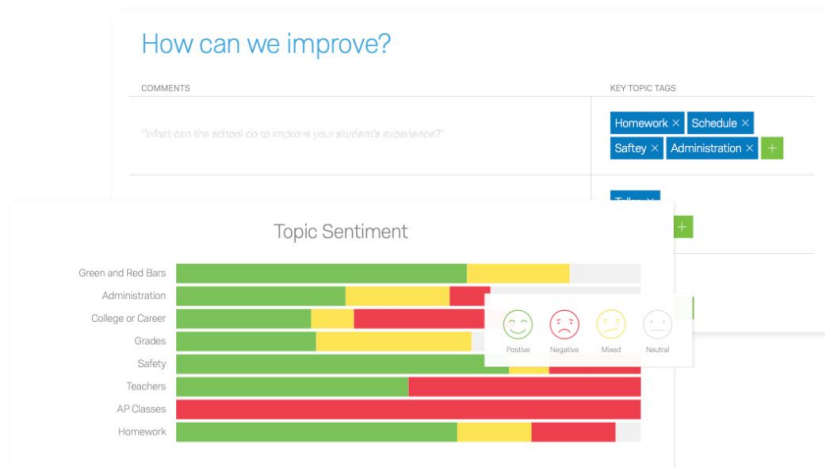 How can we improve?
COMMENTS
KEY TOPIC TAGS
"What can the school do to improve your student's experience?"
Homework × Schedule ×
Saftey × Administration × +
+
Topic Sentiment
Green and Red Bars
Administration
College or Career
Grades
Safety
Teachers
AP Classes
Homework
Postive Negative Mixed Neutral